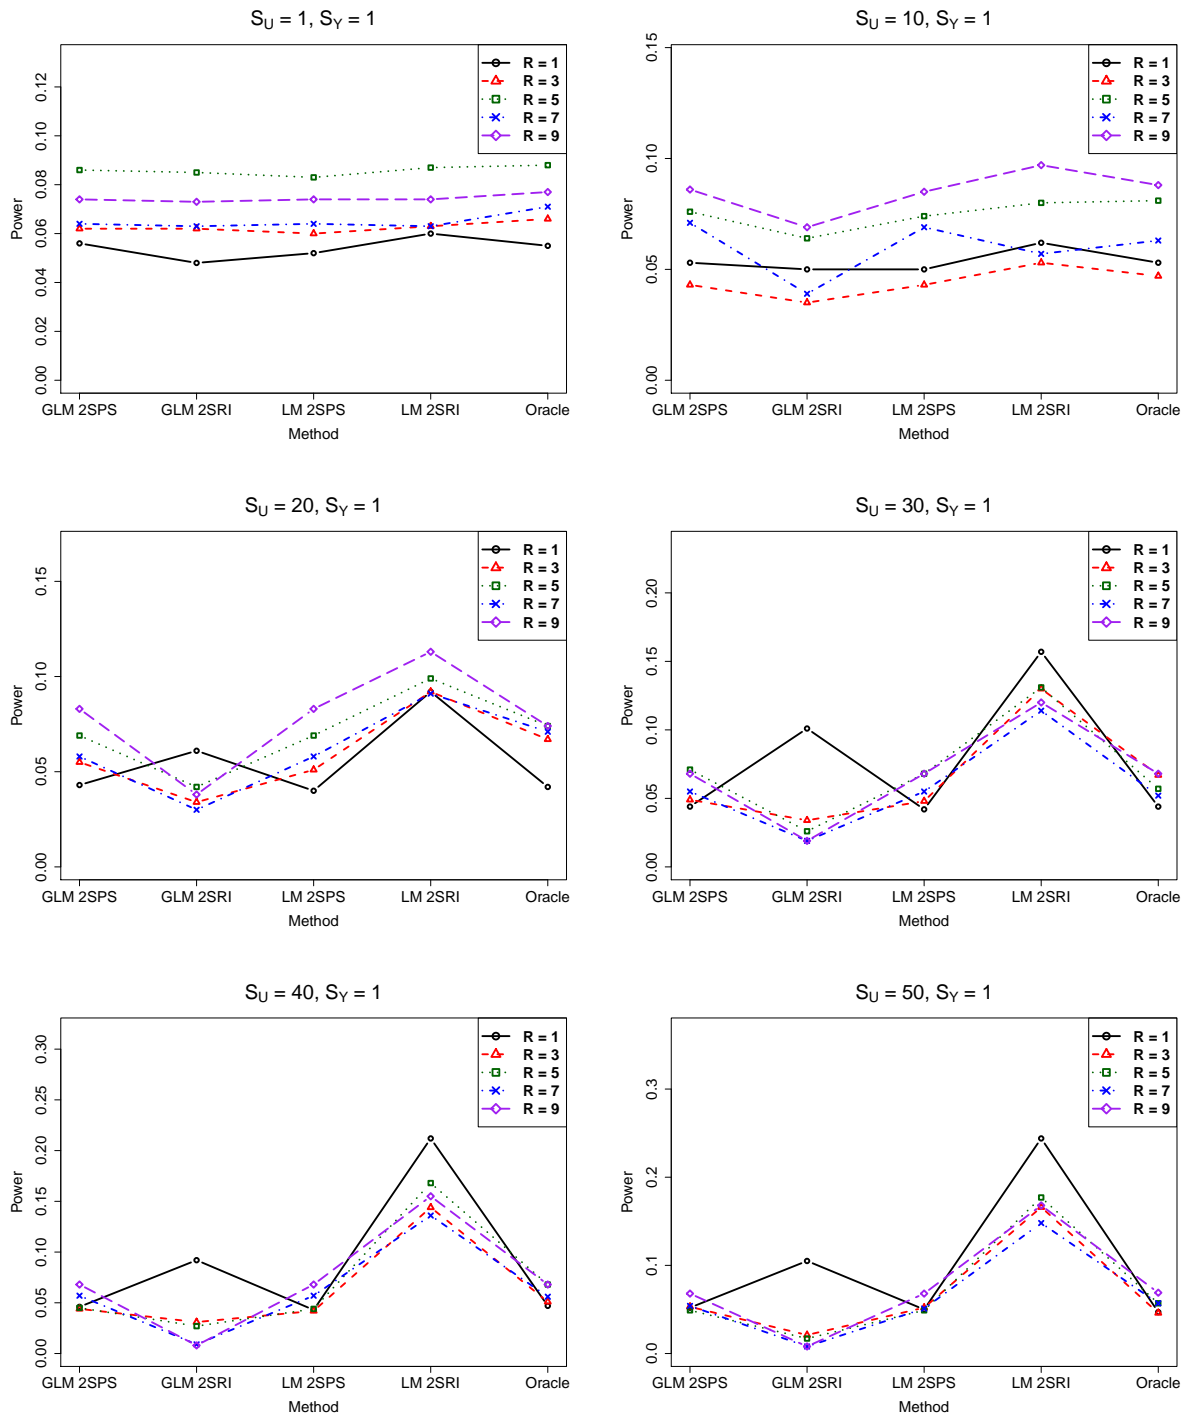 S_U = 1, S_Y = 1
R = 1
R = 3
R = 5
R = 7
R = 9
0.00 0.02 0.04 0.06 0.08 0.10 0.12
Power
GLM 2SPS GLM 2SRI LM 2SPS LM 2SRI Oracle
Method
S_U = 10, S_Y = 1
R = 1
R = 3
R = 5
R = 7
R = 9
0.00 0.05 0.10 0.15
Power
GLM 2SPS GLM 2SRI LM 2SPS LM 2SRI Oracle
Method
S_U = 20, S_Y = 1
R = 1
R = 3
R = 5
R = 7
R = 9
0.00 0.05 0.10 0.15
Power
GLM 2SPS GLM 2SRI LM 2SPS LM 2SRI Oracle
Method
S_U = 30, S_Y = 1
R = 1
R = 3
R = 5
R = 7
R = 9
0.00 0.05 0.10 0.15 0.20
Power
GLM 2SPS GLM 2SRI LM 2SPS LM 2SRI Oracle
Method
S_U = 40, S_Y = 1
R = 1
R = 3
R = 5
R = 7
R = 9
0.00 0.05 0.10 0.15 0.20 0.25 0.30
Power
GLM 2SPS GLM 2SRI LM 2SPS LM 2SRI Oracle
Method
S_U = 50, S_Y = 1
R = 1
R = 3
R = 5
R = 7
R = 9
0.0 0.1 0.2 0.3
Power
GLM 2SPS GLM 2SRI LM 2SPS LM 2SRI Oracle
Method